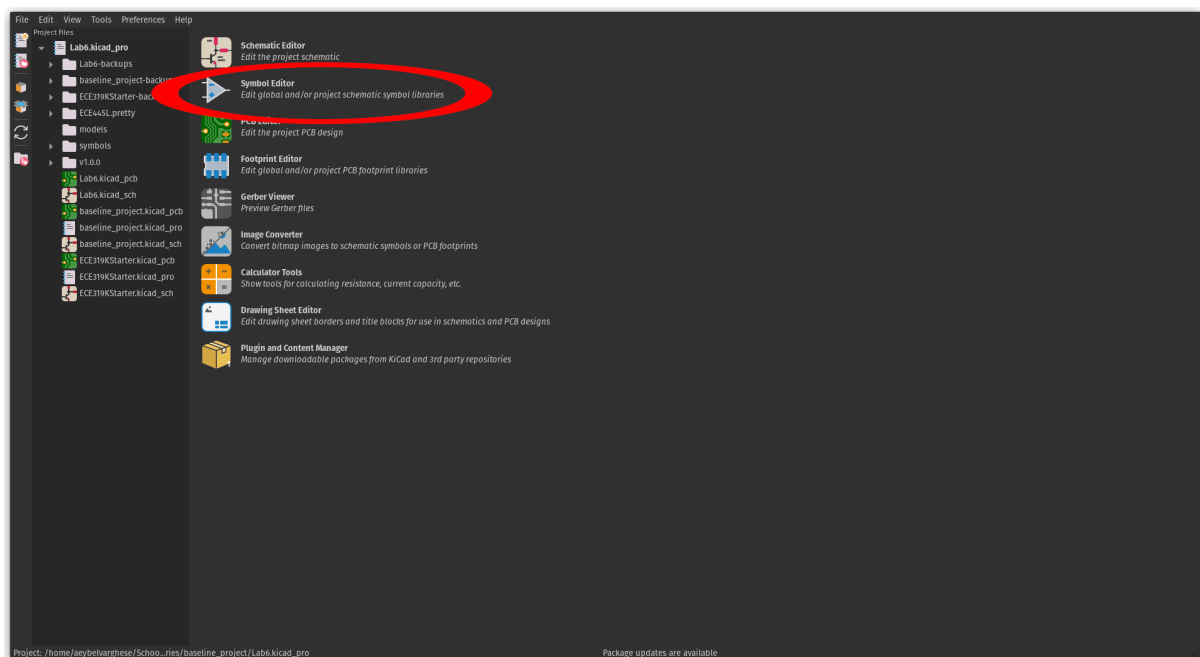 File Edit View Tools Preferences Help
Project Files
Lab6.kicad_pro
Lab6-backups
baseline_project-backups
ECE319KStarter-bac
ECE445L.pretty
models
symbols
v1.0.0
Lab6.kicad_pcb
Lab6.kicad_sch
baseline_project.kicad_pcb
baseline_project.kicad_pro
baseline_project.kicad_sch
ECE319KStarter.kicad_pcb
ECE319KStarter.kicad_pro
ECE319KStarter.kicad_sch
Schematic Editor
Edit the project schematic
Symbol Editor
Edit global and/or project schematic symbol libraries
PCB Editor
Edit the project PCB design
Footprint Editor
Edit global and/or project PCB footprint libraries
Gerber Viewer
Preview Gerber files
Image Converter
Convert bitmap images to schematic symbols or PCB footprints
Calculator Tools
Show tools for calculating resistance, current capacity, etc.
Drawing Sheet Editor
Edit drawing sheet borders and title blocks for use in schematics and PCB designs
Plugin and Content Manager
Manage downloadable packages from KiCad and 3rd party repositories
Project: /home/aeybelvarghese/Schoo...ries/baseline_project/Lab6.kicad_pro
Package updates are available